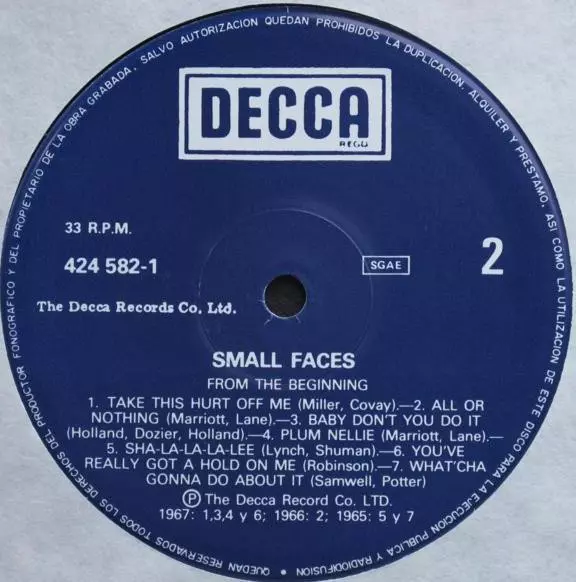 QUEDAN RESERVADOS TODOS LOS DERECHOS DEL PRODUCTOR FONOGRAFICO Y DEL PROPIETARIO DE LA OBRA GRABADA, SALVO AUTORIZACION QUEDAN PROHIBIDOS LA DUPLICACION, ALQUILER Y PRESTAMO, ASI COMO LA UTILIZACION DE ESTE DISCO PARA LA EJECUCION PUBLICA Y RADIODIFUSION •
DECCA
REGD
33 R.P.M.
424 582-1
SGAE
2
The Decca Records Co. Ltd.
SMALL FACES
FROM THE BEGINNING
1. TAKE THIS HURT OFF ME (Miller, Covay).—2. ALL OR
NOTHING (Marriott, Lane).—3. BABY DON'T YOU DO IT
(Holland, Dozier, Holland).—4. PLUM NELLIE (Marriott, Lane).—
5. SHA-LA-LA-LA-LEE (Lynch, Shuman).—6. YOU'VE
REALLY GOT A HOLD ON ME (Robinson).—7. WHAT'CHA
GONNA DO ABOUT IT (Samwell, Potter)
Ⓟ The Decca Record Co. LTD.
1967: 1,3,4 y 6; 1966: 2; 1965: 5 y 7